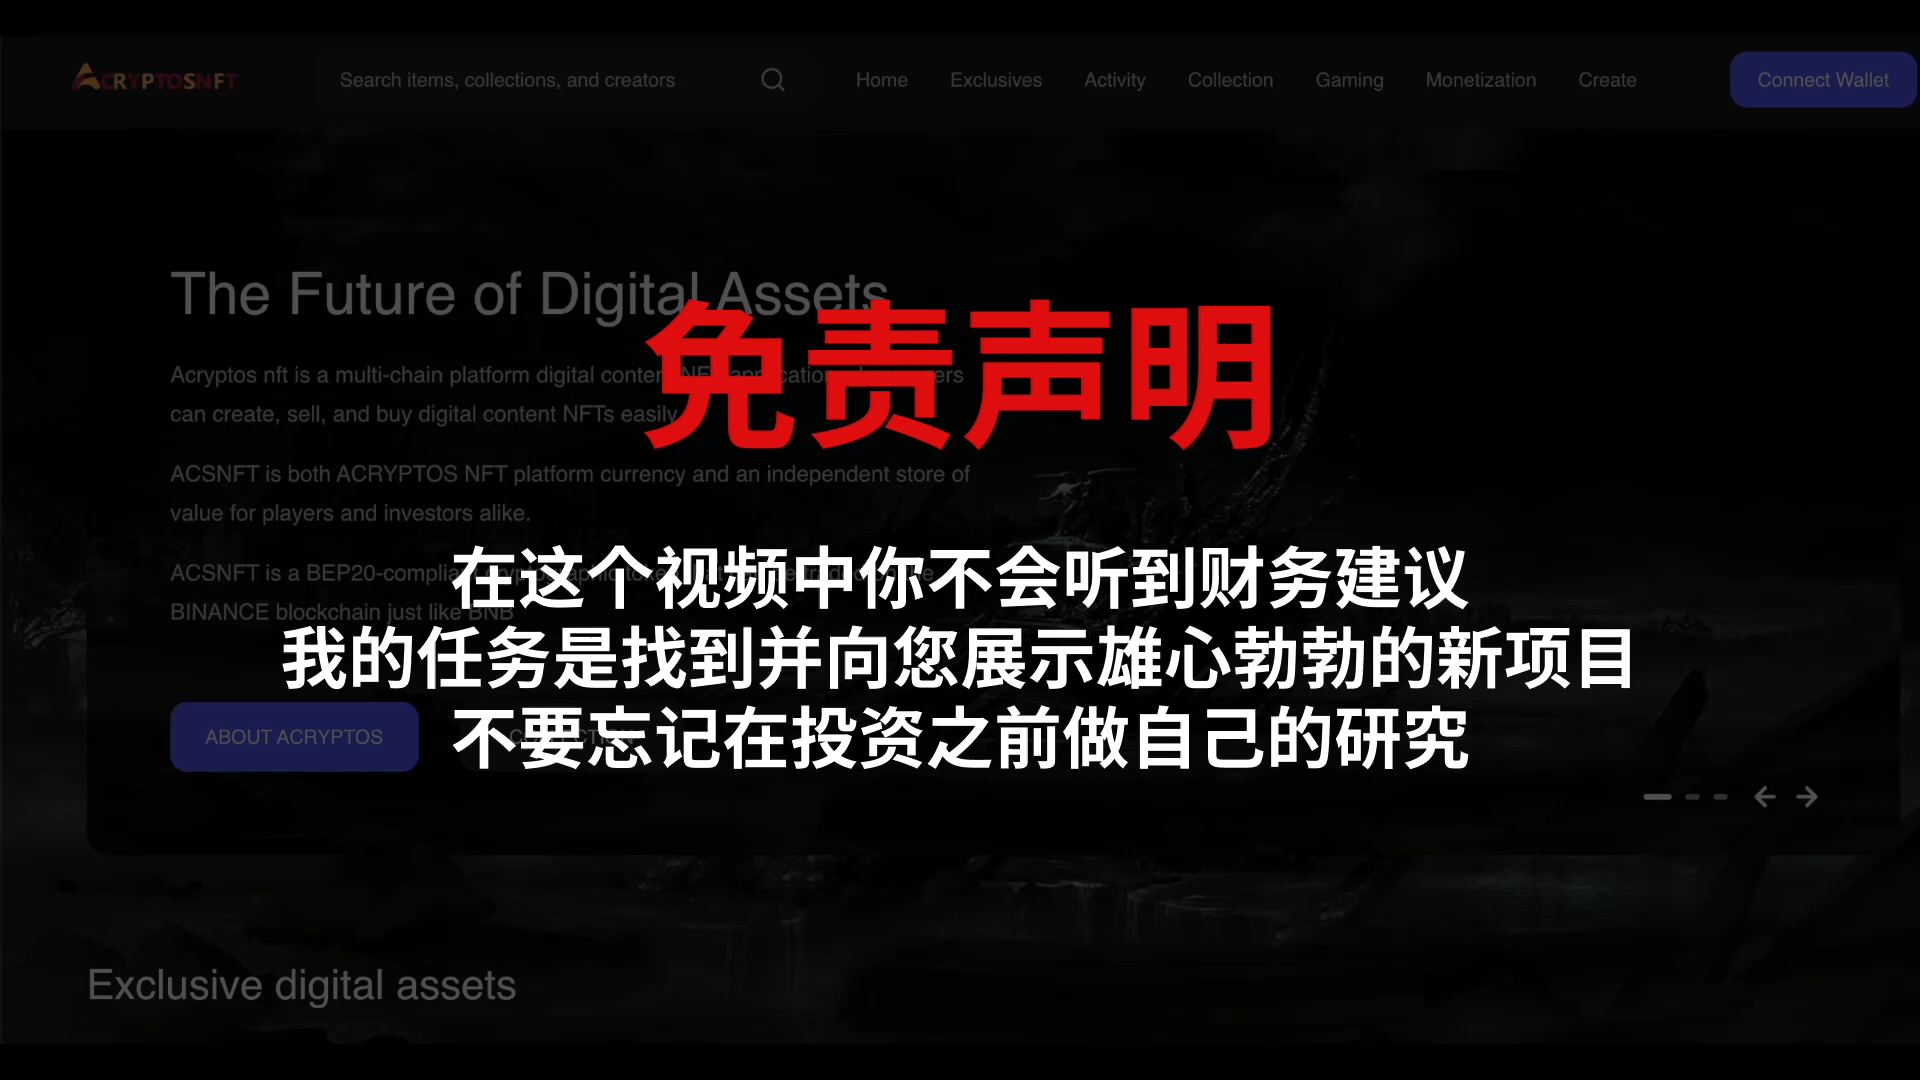 ACRYPTOSNFT
Search items, collections, and creators
Home
Exclusives
Activity
Collection
Gaming
Monetization
Create
Connect Wallet
The Future of Digital Assets
免责声明
Acryptos nft is a multi-chain platform digital
can create, sell, and buy digital content NFTs easily
ACSNFT is both ACRYPTOS NFT platform currency and an independent store of
value for players and investors alike.
在这个视频中你不会听到财务建议
ACSNFT is a
BINANCE blockchain just like BNB
我的任务是找到并向您展示雄心勃勃的新项目
不要忘记在投资之前做自己的研究
ABOUT ACRYPTOS
Exclusive digital assets